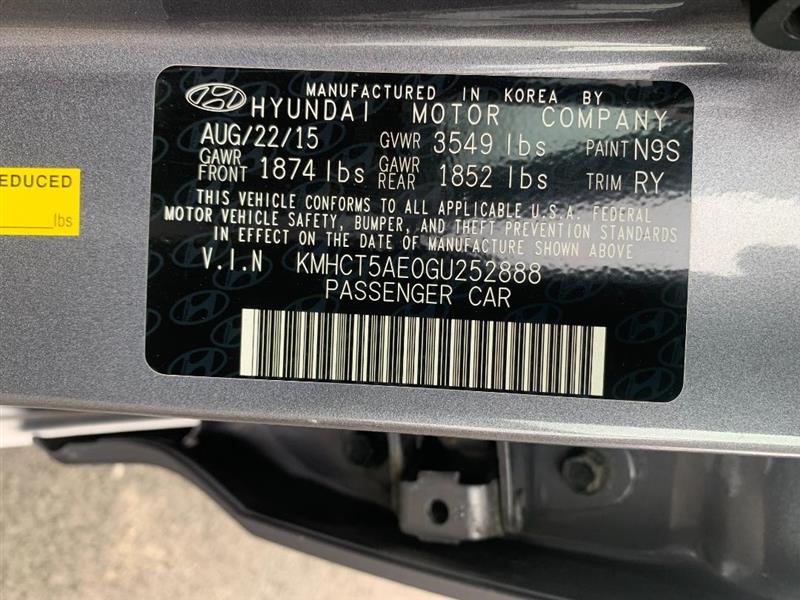 MANUFACTURED IN KOREA BY
HYUNDAI MOTOR COMPANY
AUG/22/15 GVWR 3549 lbs PAINT N9S
GAWR FRONT 1874 lbs GAWR REAR 1852 lbs TRIM RY
THIS VEHICLE CONFORMS TO ALL APPLICABLE U.S.A. FEDERAL
MOTOR VEHICLE SAFETY, BUMPER, AND THEFT PREVENTION STANDARDS
IN EFFECT ON THE DATE OF MANUFACTURE SHOWN ABOVE.
V.I.N KMHCT5AE0GU252888
PASSENGER CAR
EDUCED
lbs